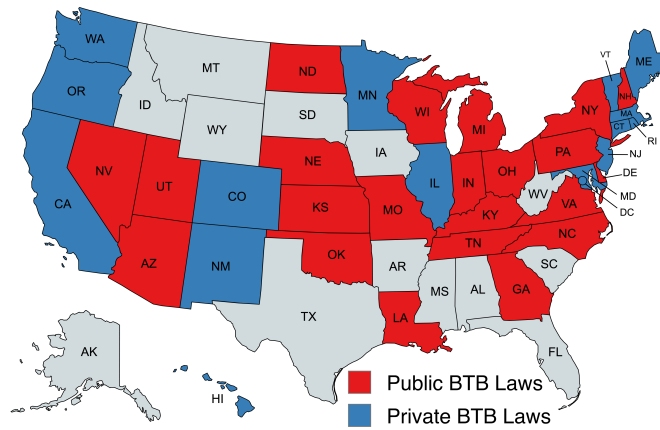 WA
MT
ND
MN
OR
ID
SD
WI
MI
VT
ME
NH
NY
MA
CT
RI
WY
IA
NE
PA
NJ
NV
UT
CO
IL
IN
OH
DE
WV
MD
CA
KS
MO
KY
VA
DC
AZ
NM
OK
AR
TN
NC
SC
MS
AL
GA
LA
TX
FL
AK
HI
Public BTB Laws
Private BTB Laws